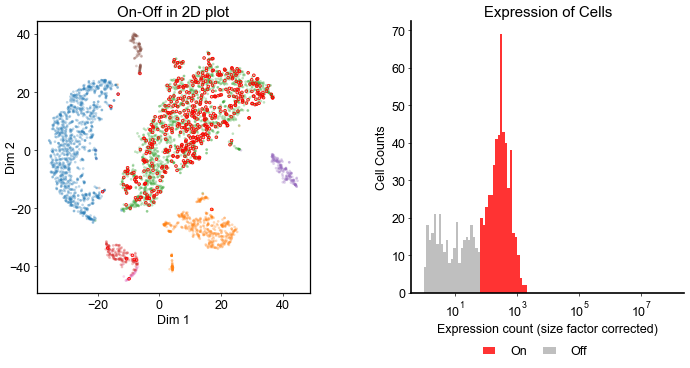 On-Off in 2D plot
Dim 2
40
20
0
−20
−40
−20
0
20
40
Dim 1
Expression of Cells
Cell Counts
70
60
50
40
30
20
10
0
10^1
10^3
10^5
10^7
Expression count (size factor corrected)
On
Off